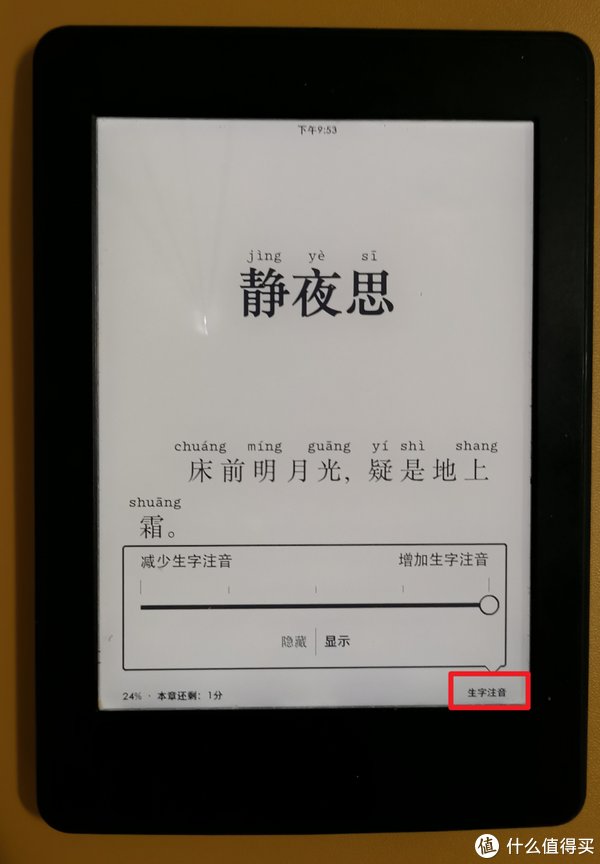 下午9:53
jìng yè sī
静夜思
chuáng míng guāng yí shì shang
床前明月光，疑是地上
shuāng
霜。
减少生字注音 增加生字注音
隐藏 显示
24% · 本章还剩：1分 生字注音
值 什么值得买